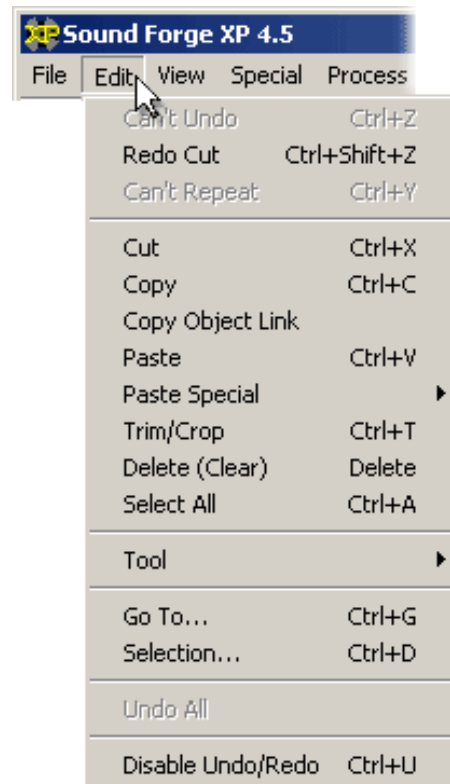 XP Sound Forge XP 4.5
File Edit View Special Process
Can't Undo Ctrl+Z
Redo Cut Ctrl+Shift+Z
Can't Repeat Ctrl+Y
Cut Ctrl+X
Copy Ctrl+C
Copy Object Link
Paste Ctrl+V
Paste Special
Trim/Crop Ctrl+T
Delete (Clear) Delete
Select All Ctrl+A
Tool
Go To... Ctrl+G
Selection... Ctrl+D
Undo All
Disable Undo/Redo Ctrl+U